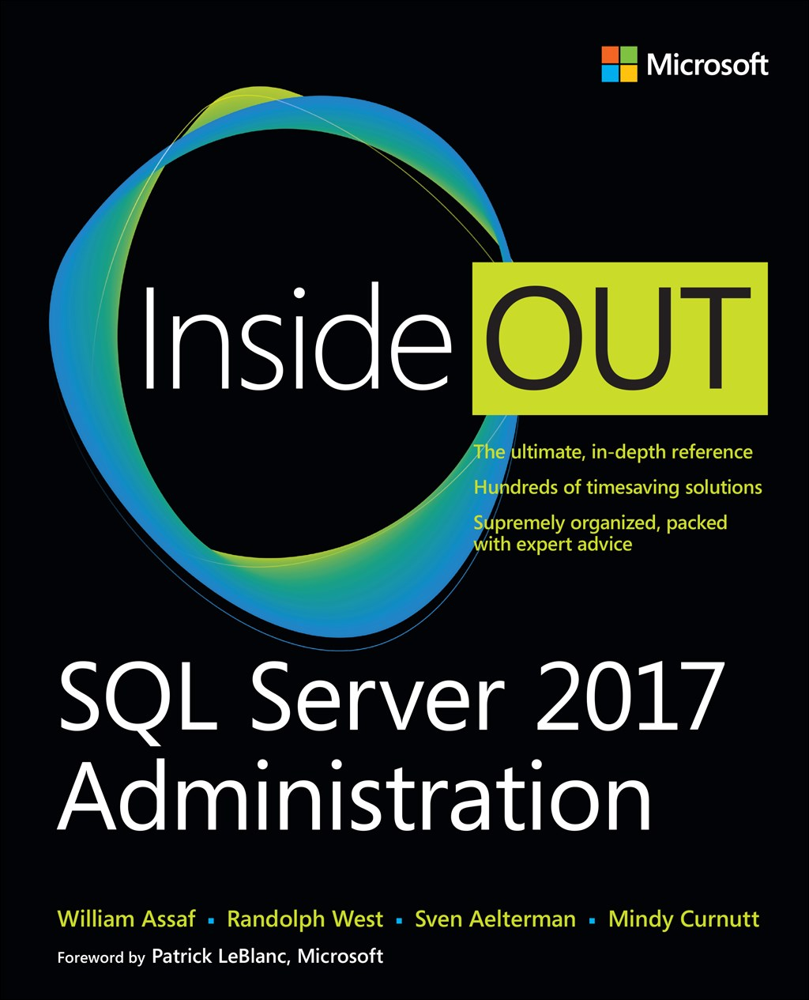 Microsoft
Inside OUT
The ultimate, in-depth reference
Hundreds of timesaving solutions
Supremely organized, packed
with expert advice
SQL Server 2017
Administration
William Assaf ▪ Randolph West ▪ Sven Aelterman ▪ Mindy Curnutt
Foreword by Patrick LeBlanc, Microsoft